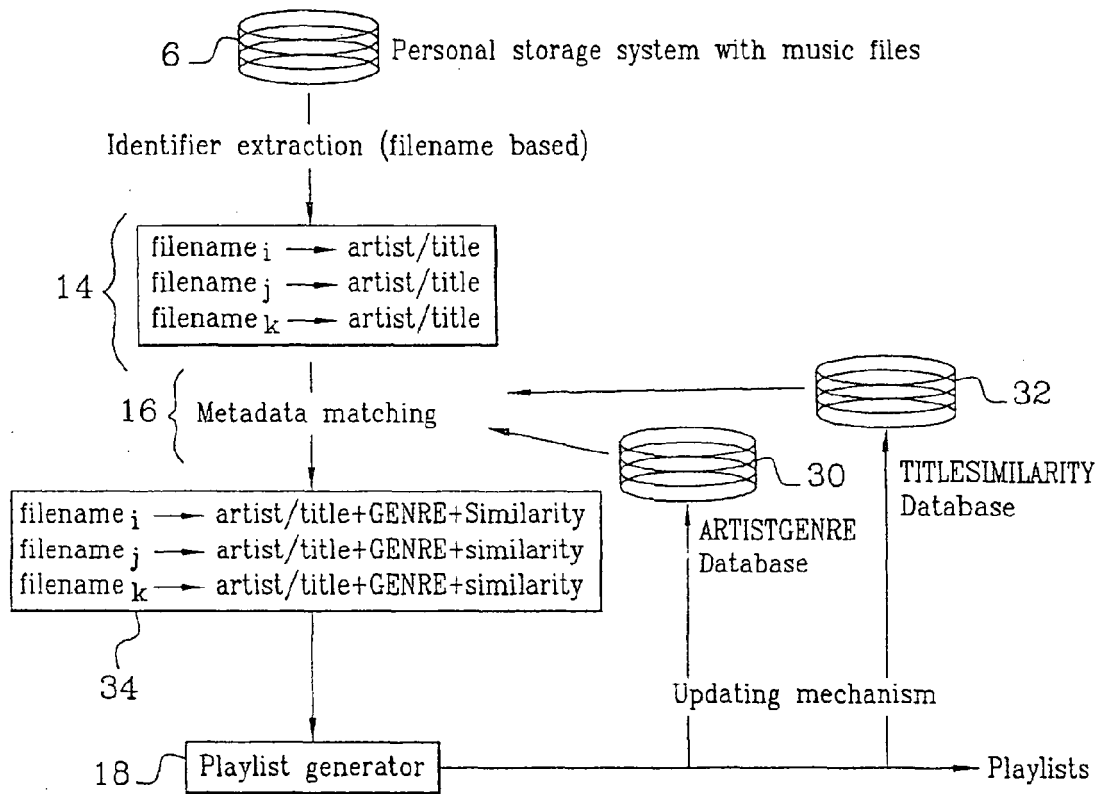 6 Personal storage system with music files
Identifier extraction (filename based)
14
filename i → artist/title
filename j → artist/title
filename k → artist/title
16 Metadata matching
32
30
TITLESIMILARITY
Database
ARTISTGENRE
Database
filename i → artist/title+GENRE+Similarity
filename j → artist/title+GENRE+similarity
filename k → artist/title+GENRE+similarity
34
Updating mechanism
18 Playlist generator
Playlists